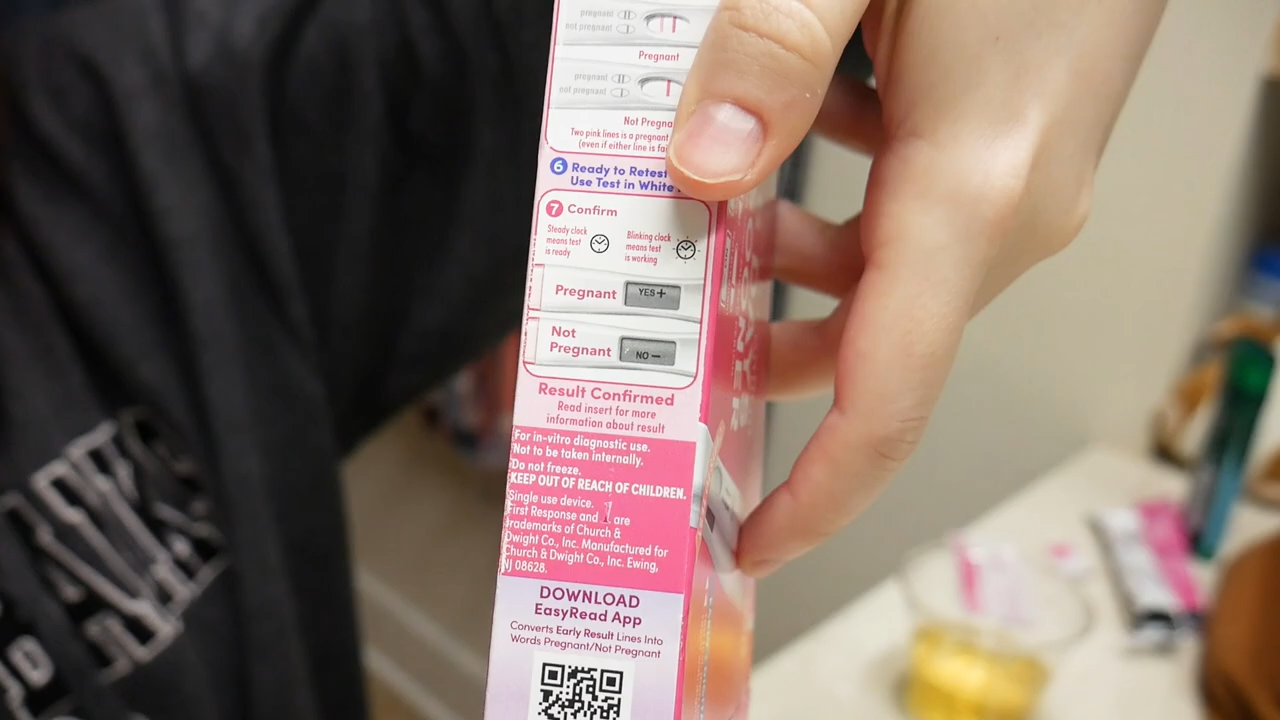 pregnant
not pregnant
Pregnant
pregnant
not pregnant
Not
Two pink lines is a pregnant
(even if either line is
6 Ready to Retest
Use Test in White
7 Confirm
Steady clock
means test
is ready
Blinking clock
means test
is working
Pregnant YES+
Not
Pregnant NO –
Result Confirmed
Read insert for more
information about result
For in-vitro diagnostic use.
Not to be taken internally.
Do not freeze.
KEEP OUT OF REACH OF CHILDREN.
Single use device.
First Response and 1 are
trademarks of Church &
Dwight Co., Inc. Manufactured for
Church & Dwight Co., Inc. Ewing,
NJ 08628.
DOWNLOAD
EasyRead App
Converts Early Result Lines Into
Words Pregnant/Not Pregnant